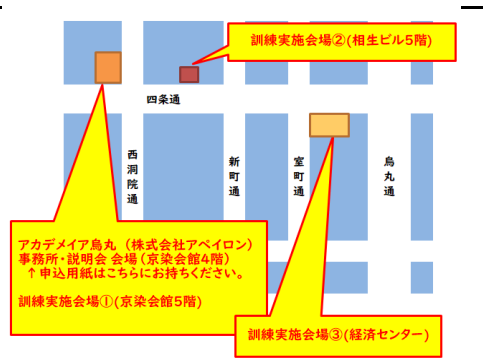 訓練実施会場②(相生ビル5階)
四条通
西洞院通
新町通
室町通
烏丸通
アカデメイア烏丸 (株式会社アペイロン)
事務所・説明会 会場(京染会館4階)
↑申込用紙はこちらにお持ちください。
訓練実施会場①(京染会館5階)
訓練実施会場③(経済センター)